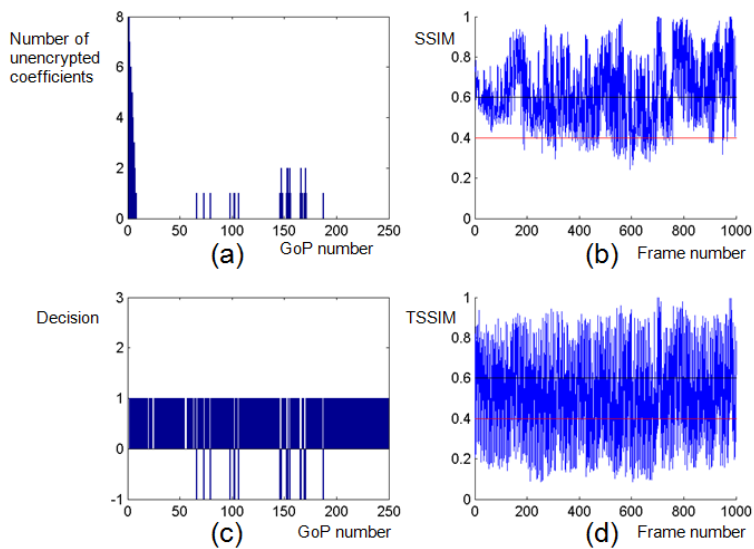 Number of
unencrypted
coefficients
8
6
4
2
0
0 50 100 150 200 250
(a)
GoP number
SSIM
1
0.8
0.6
0.4
0.2
0
0 200 400 600 800 1000
(b)
Frame number
Decision
3
2
1
0
-1
0 50 100 150 200 250
(c)
GoP number
TSSIM
1
0.8
0.6
0.4
0.2
0
0 200 400 600 800 1000
(d)
Frame number